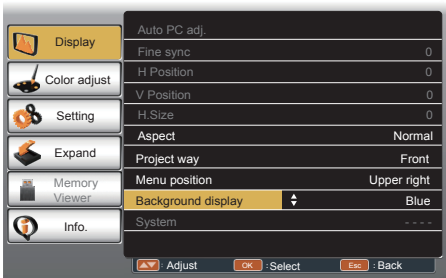 Display
Color adjust
Setting
Expand
Memory
Viewer
Info.
Auto PC adj.
Fine sync 0
H Position 0
V Position 0
H.Size 0
Aspect Normal
Project way Front
Menu position Upper right
Background display Blue
System - - - -
: Adjust OK : Select Esc : Back